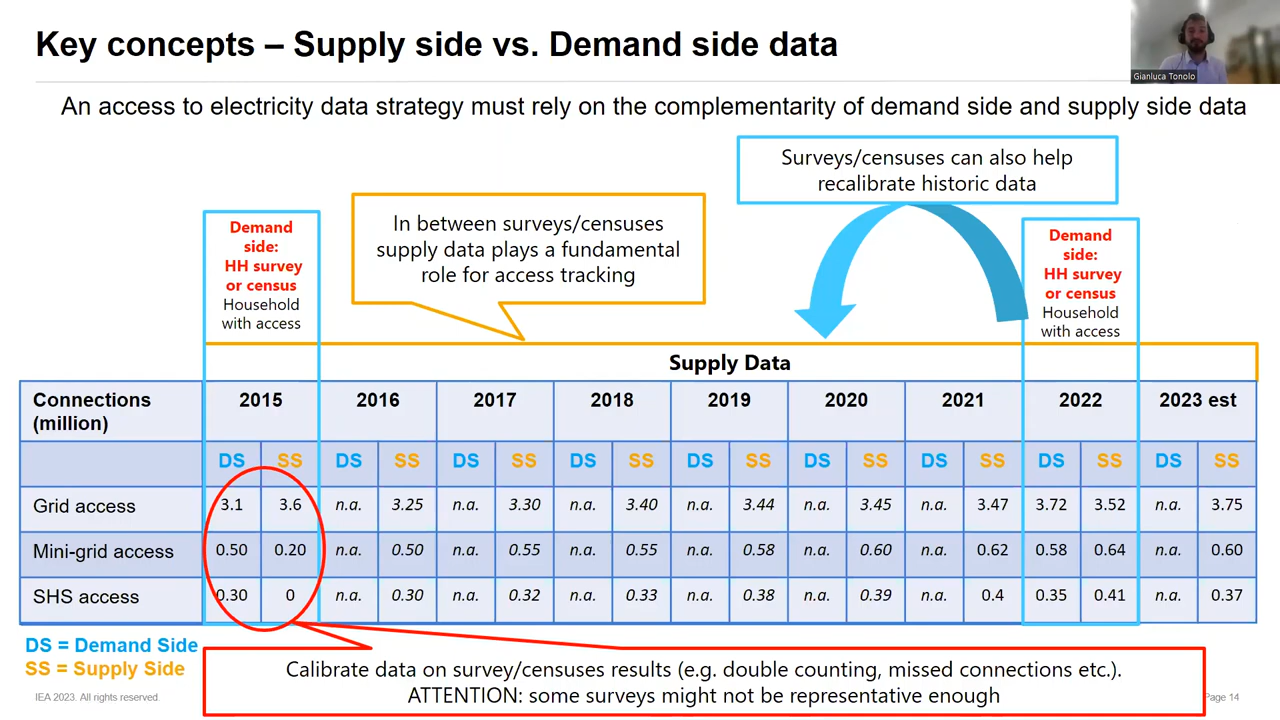 Key concepts – Supply side vs. Demand side data
Gianluca Tonolo
An access to electricity data strategy must rely on the complementarity of demand side and supply side data
Surveys/censuses can also help
recalibrate historic data
In between surveys/censuses
supply data plays a fundamental
role for access tracking
Demand
side:
HH survey
or census
Household
with access
Demand
side:
HH survey
or census
Household
with access
Supply Data
Connections
(million)
2015 2016 2017 2018 2019 2020 2021 2022 2023 est
DS SS DS SS DS SS DS SS DS SS DS SS DS SS DS SS DS SS
Grid access 3.1 3.6 n.a. 3.25 n.a. 3.30 n.a. 3.40 n.a. 3.44 n.a. 3.45 n.a. 3.47 3.72 3.52 n.a. 3.75
Mini-grid access 0.50 0.20 n.a. 0.50 n.a. 0.55 n.a. 0.55 n.a. 0.58 n.a. 0.60 n.a. 0.62 0.58 0.64 n.a. 0.60
SHS access 0.30 0 n.a. 0.30 n.a. 0.32 n.a. 0.33 n.a. 0.38 n.a. 0.39 n.a. 0.4 0.35 0.41 n.a. 0.37
DS = Demand Side
SS = Supply Side
Calibrate data on survey/censuses results (e.g. double counting, missed connections etc.).
ATTENTION: some surveys might not be representative enough
IEA 2023. All rights reserved.
Page 14